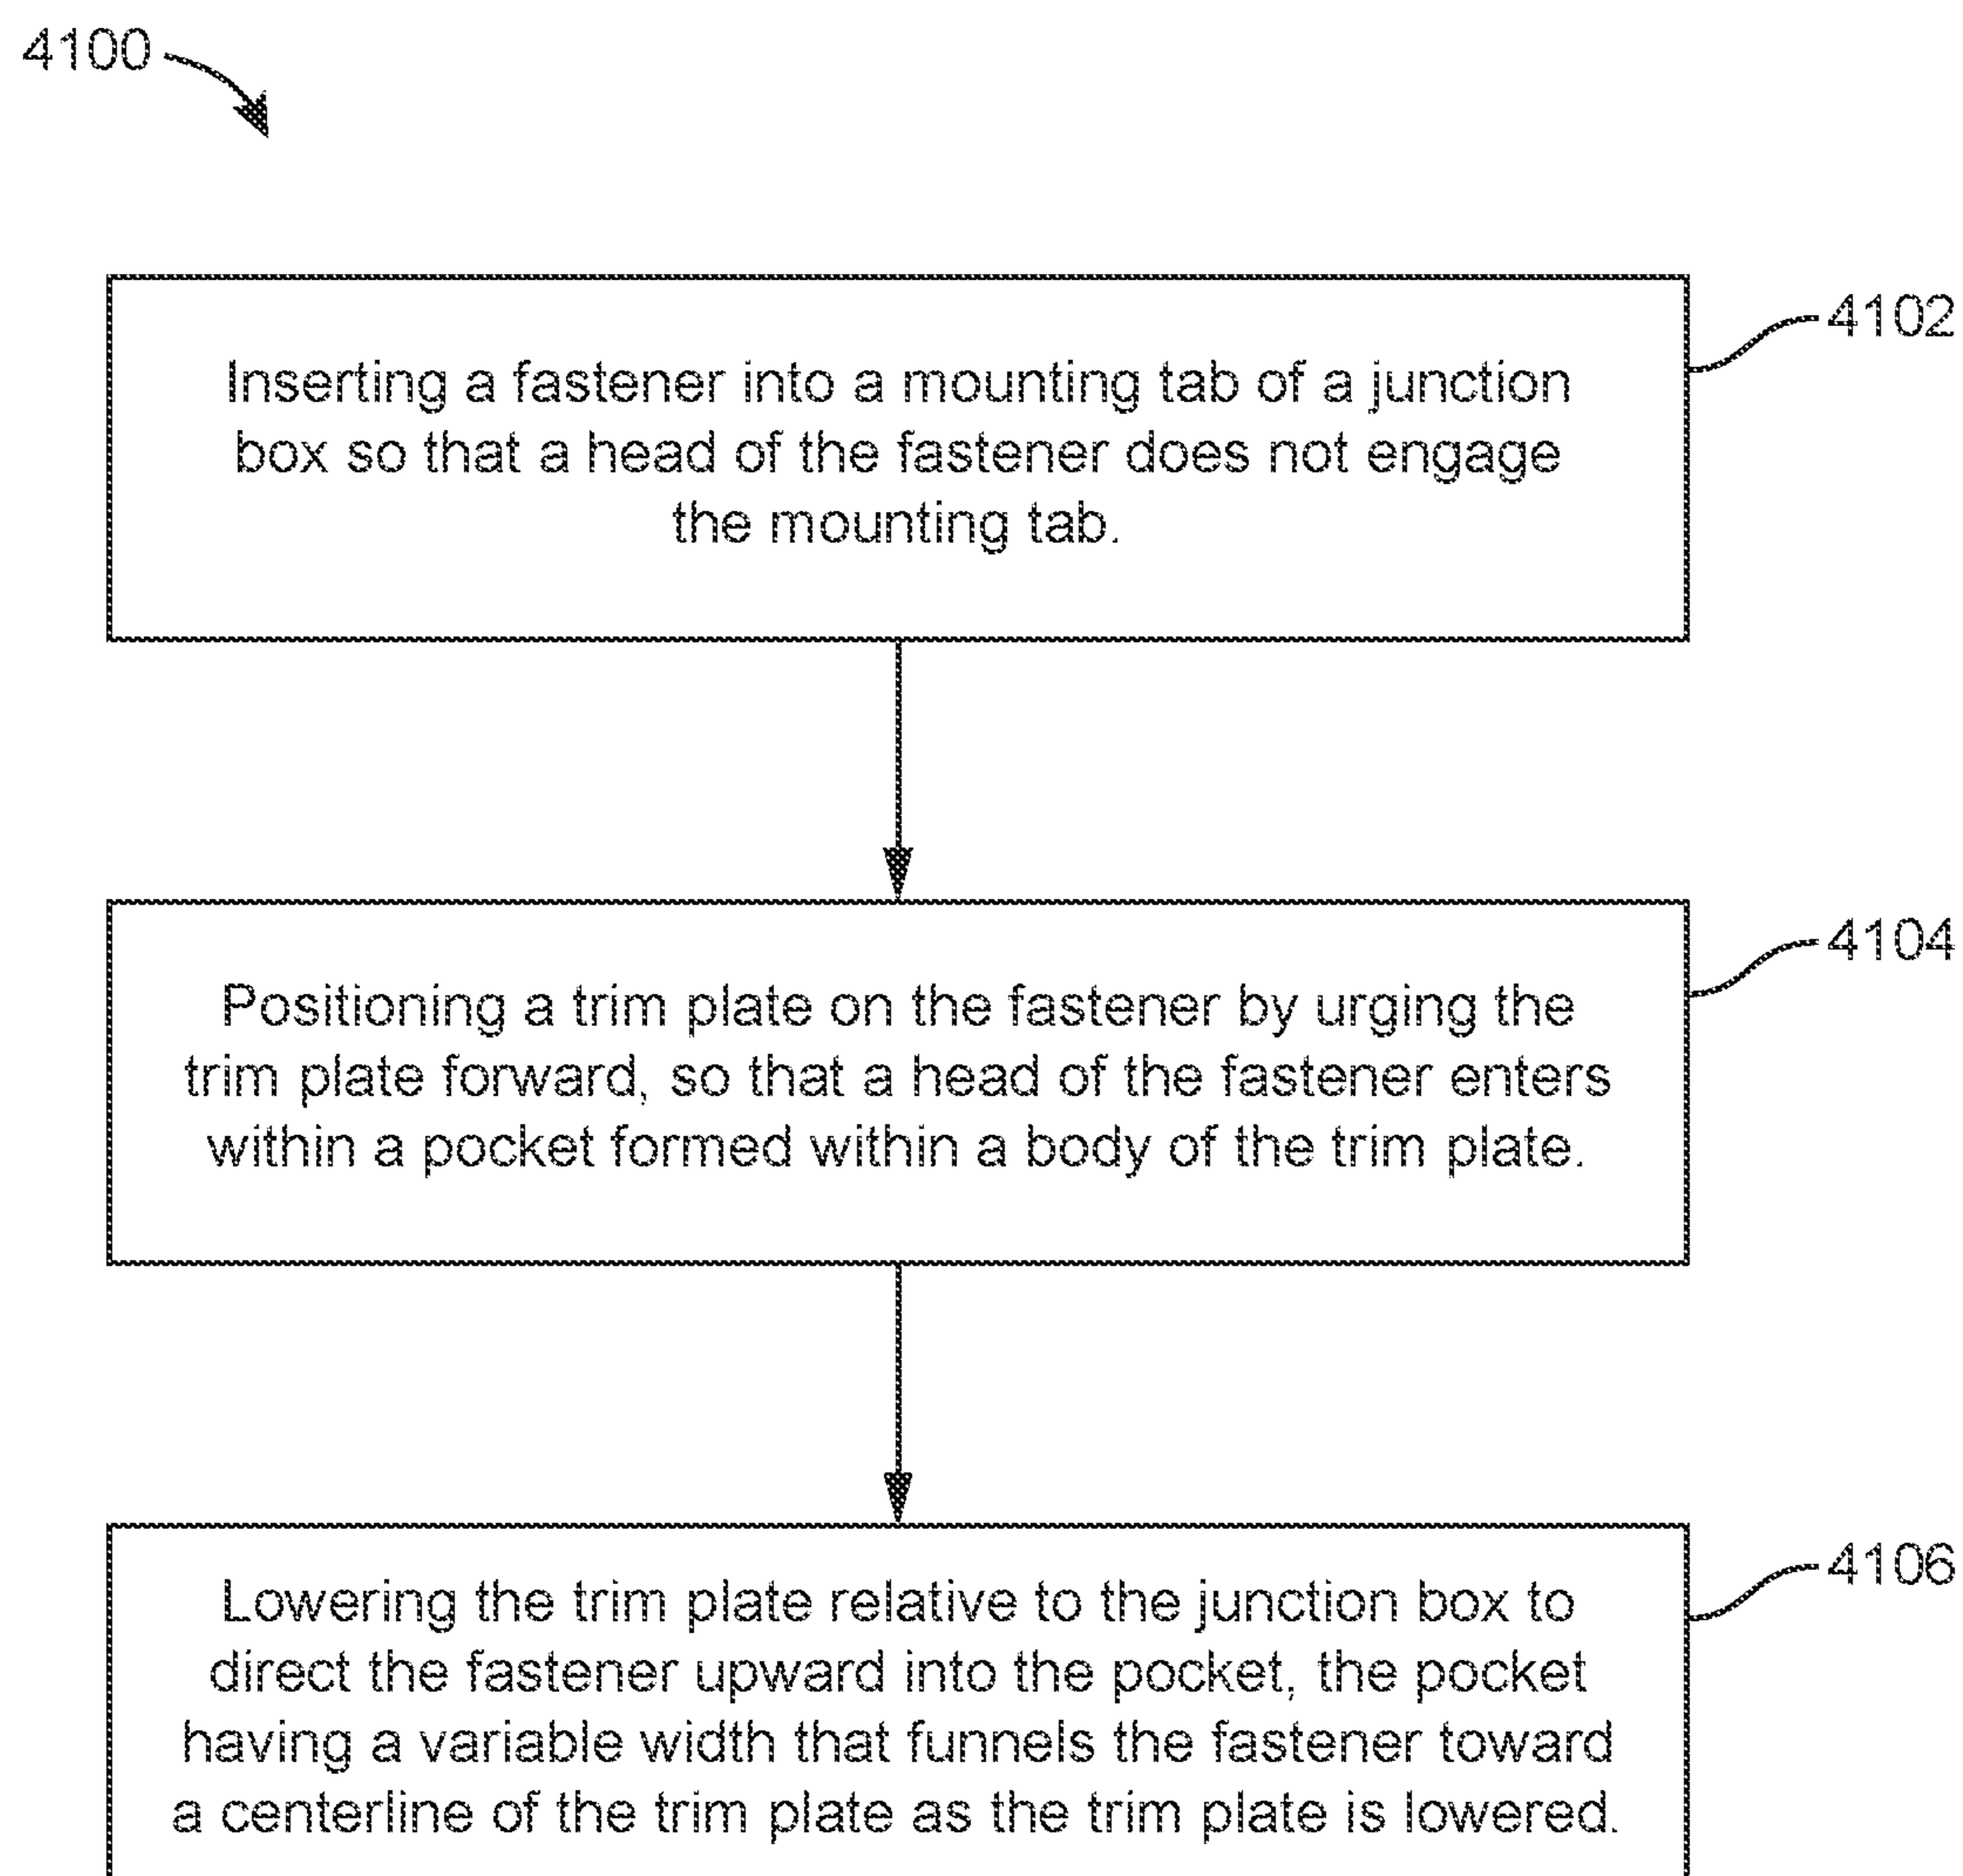 4100
4102
Inserting a fastener into a mounting tab of a junction
box so that a head of the fastener does not engage
the mounting tab.
4104
Positioning a trim plate on the fastener by urging the
trim plate forward, so that a head of the fastener enters
within a pocket formed within a body of the trim plate.
4106
Lowering the trim plate relative to the junction box to
direct the fastener upward into the pocket, the pocket
having a variable width that funnels the fastener toward
a centerline of the trim plate as the trim plate is lowered.